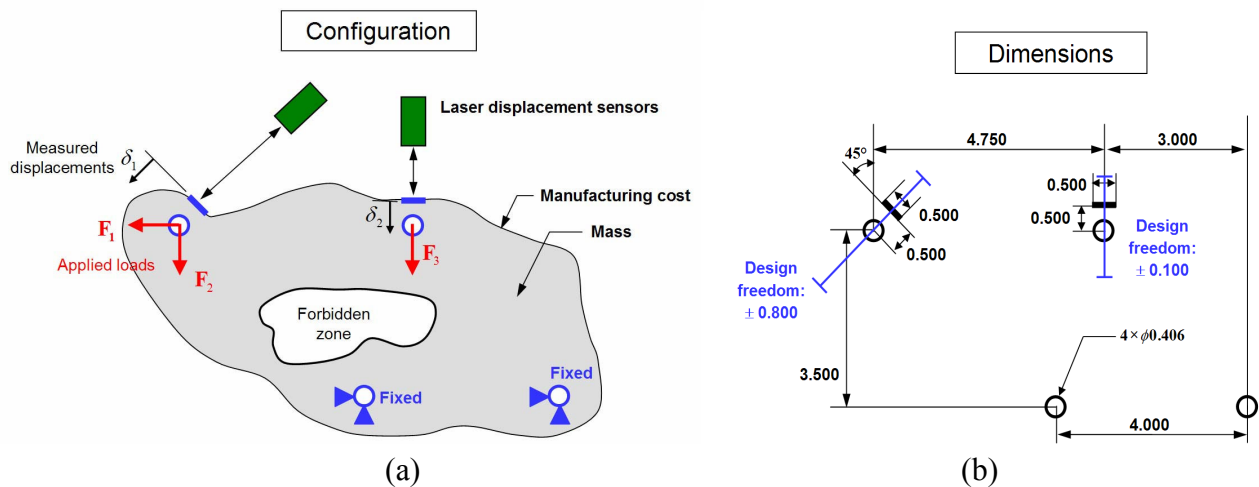 Configuration
Laser displacement sensors
Measured
displacements
δ₁
δ₂
Manufacturing cost
Mass
F₁
Applied loads
F₂
F₃
Forbidden
zone
Fixed
Fixed
(a)
Dimensions
4.750
3.000
45°
0.500
0.500
0.500
0.500
Design
freedom:
± 0.800
Design
freedom:
± 0.100
3.500
4×ϕ0.406
4.000
(b)